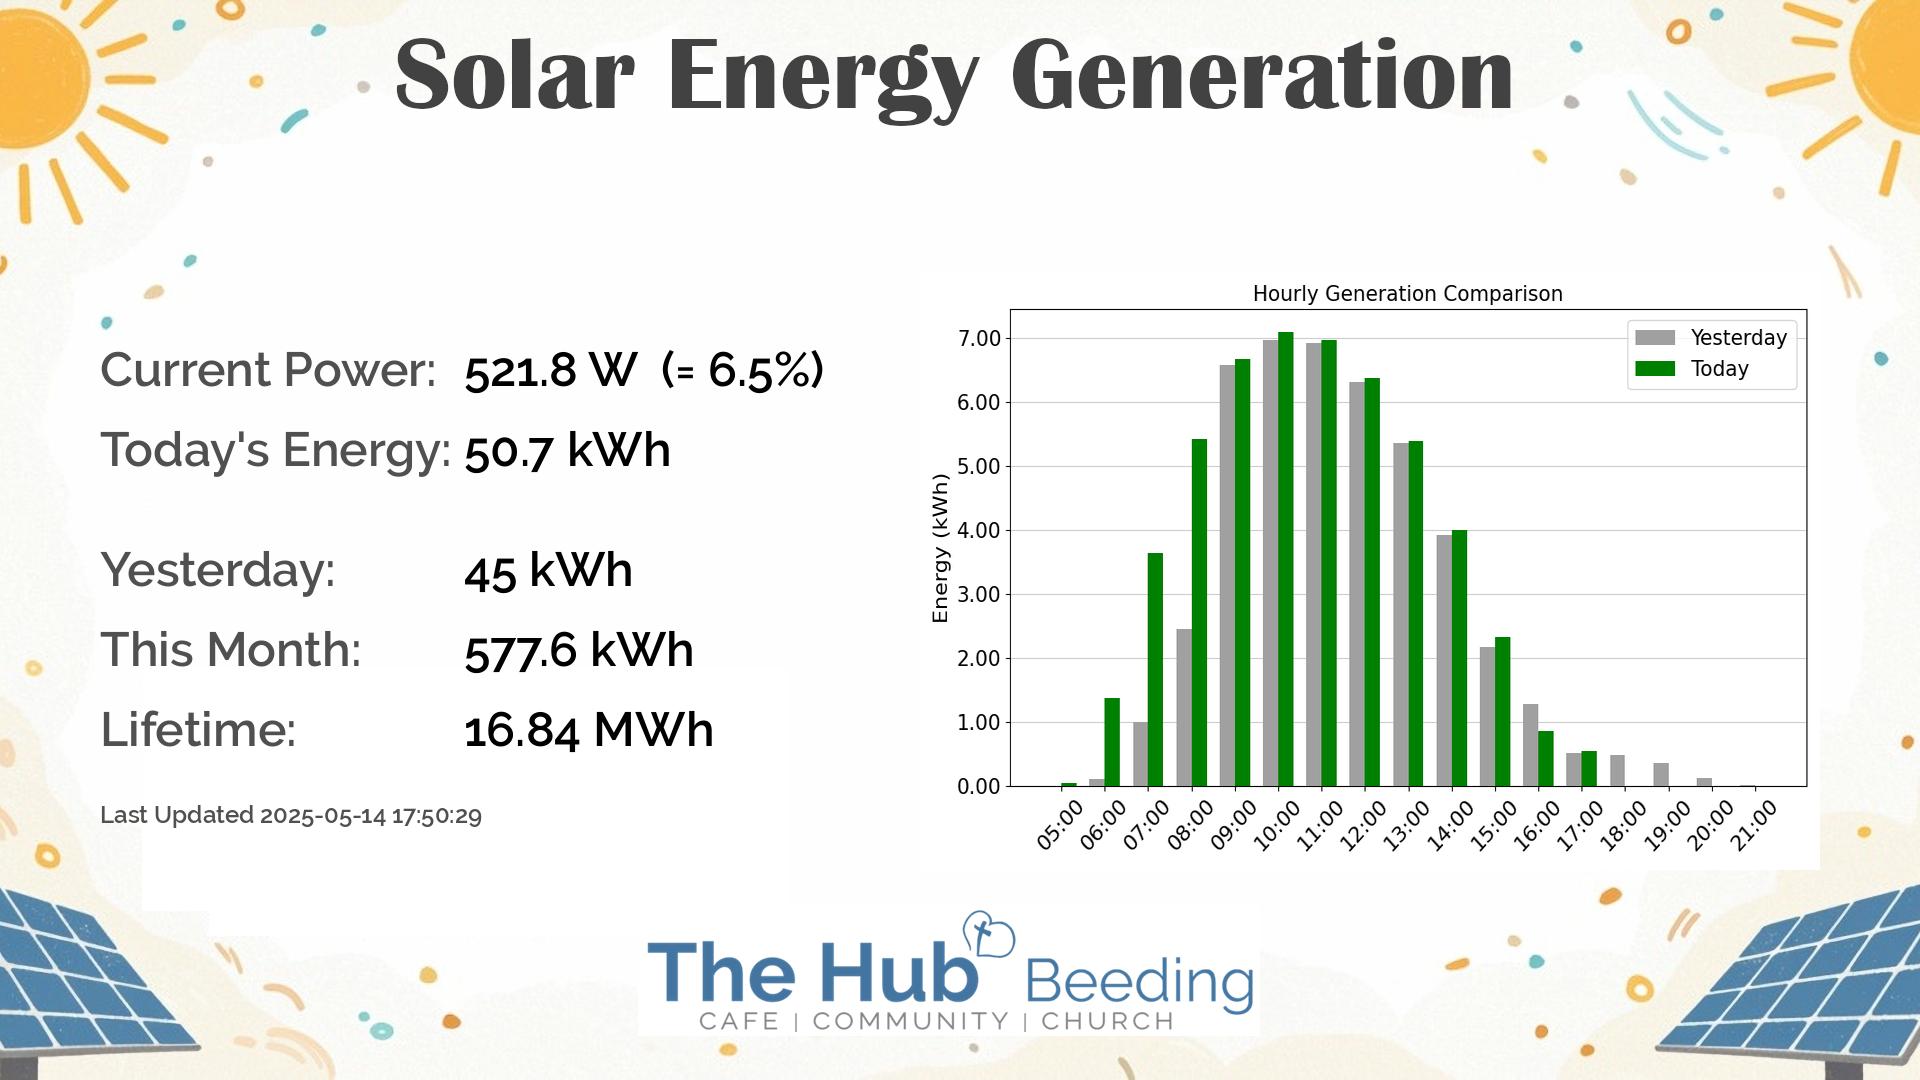 Solar Energy Generation
Current Power: 521.8 W (= 6.5%)
Today's Energy: 50.7 kWh
Yesterday: 45 kWh
This Month: 577.6 kWh
Lifetime: 16.84 MWh
Last Updated 2025-05-14 17:50:29
Hourly Generation Comparison
Yesterday
Today
Energy (kWh)
7.00
6.00
5.00
4.00
3.00
2.00
1.00
0.00
05:00 06:00 07:00 08:00 09:00 10:00 11:00 12:00 13:00 14:00 15:00 16:00 17:00 18:00 19:00 20:00 21:00
The Hub Beeding
CAFE | COMMUNITY | CHURCH